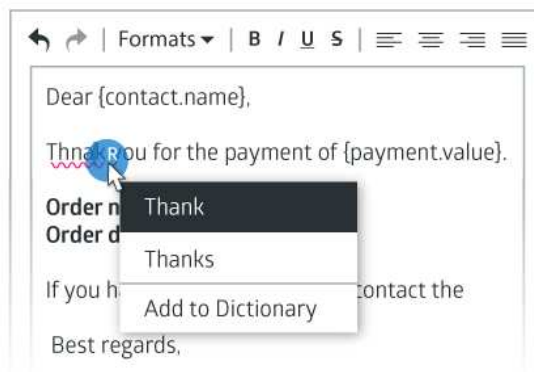 Formats B I U S
Dear {contact.name},
Thnak you for the payment of {payment.value}.
R
Order n
Thank
Order d
Thanks
If you h contact the
Add to Dictionary
Best regards,